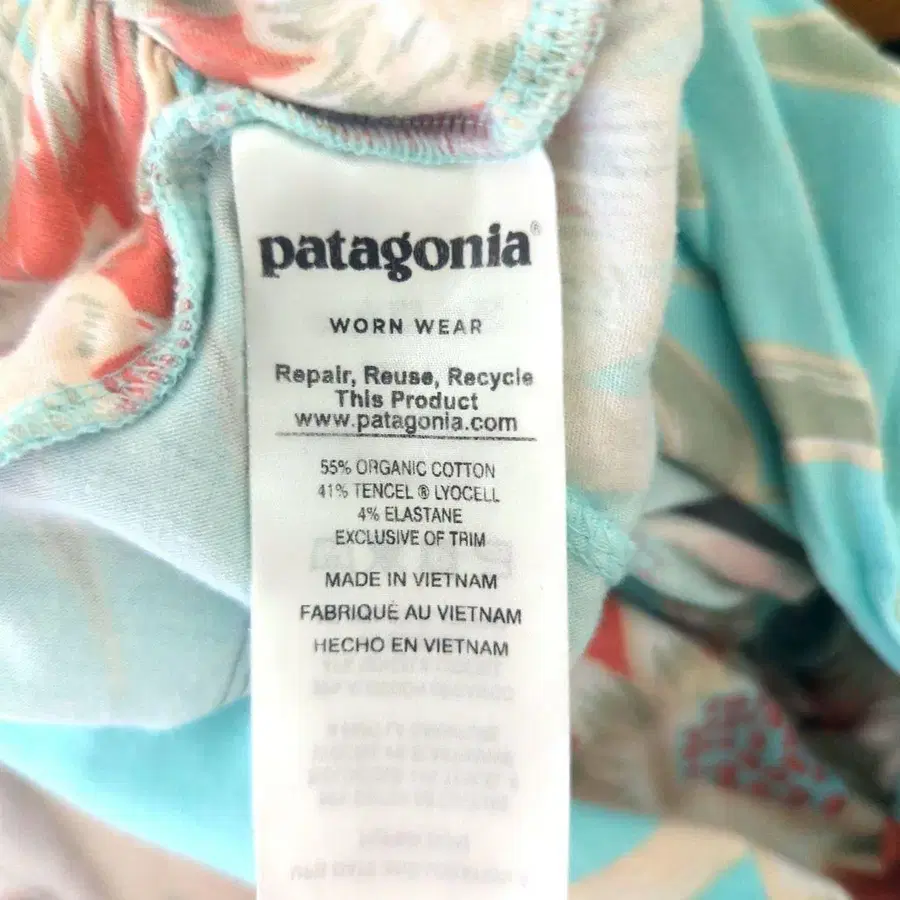 patagonia®
WORN WEAR
Repair, Reuse, Recycle
This Product
www.patagonia.com
55% ORGANIC COTTON
41% TENCEL ® LYOCELL
4% ELASTANE
EXCLUSIVE OF TRIM
MADE IN VIETNAM
FABRIQUÉ AU VIETNAM
HECHO EN VIETNAM